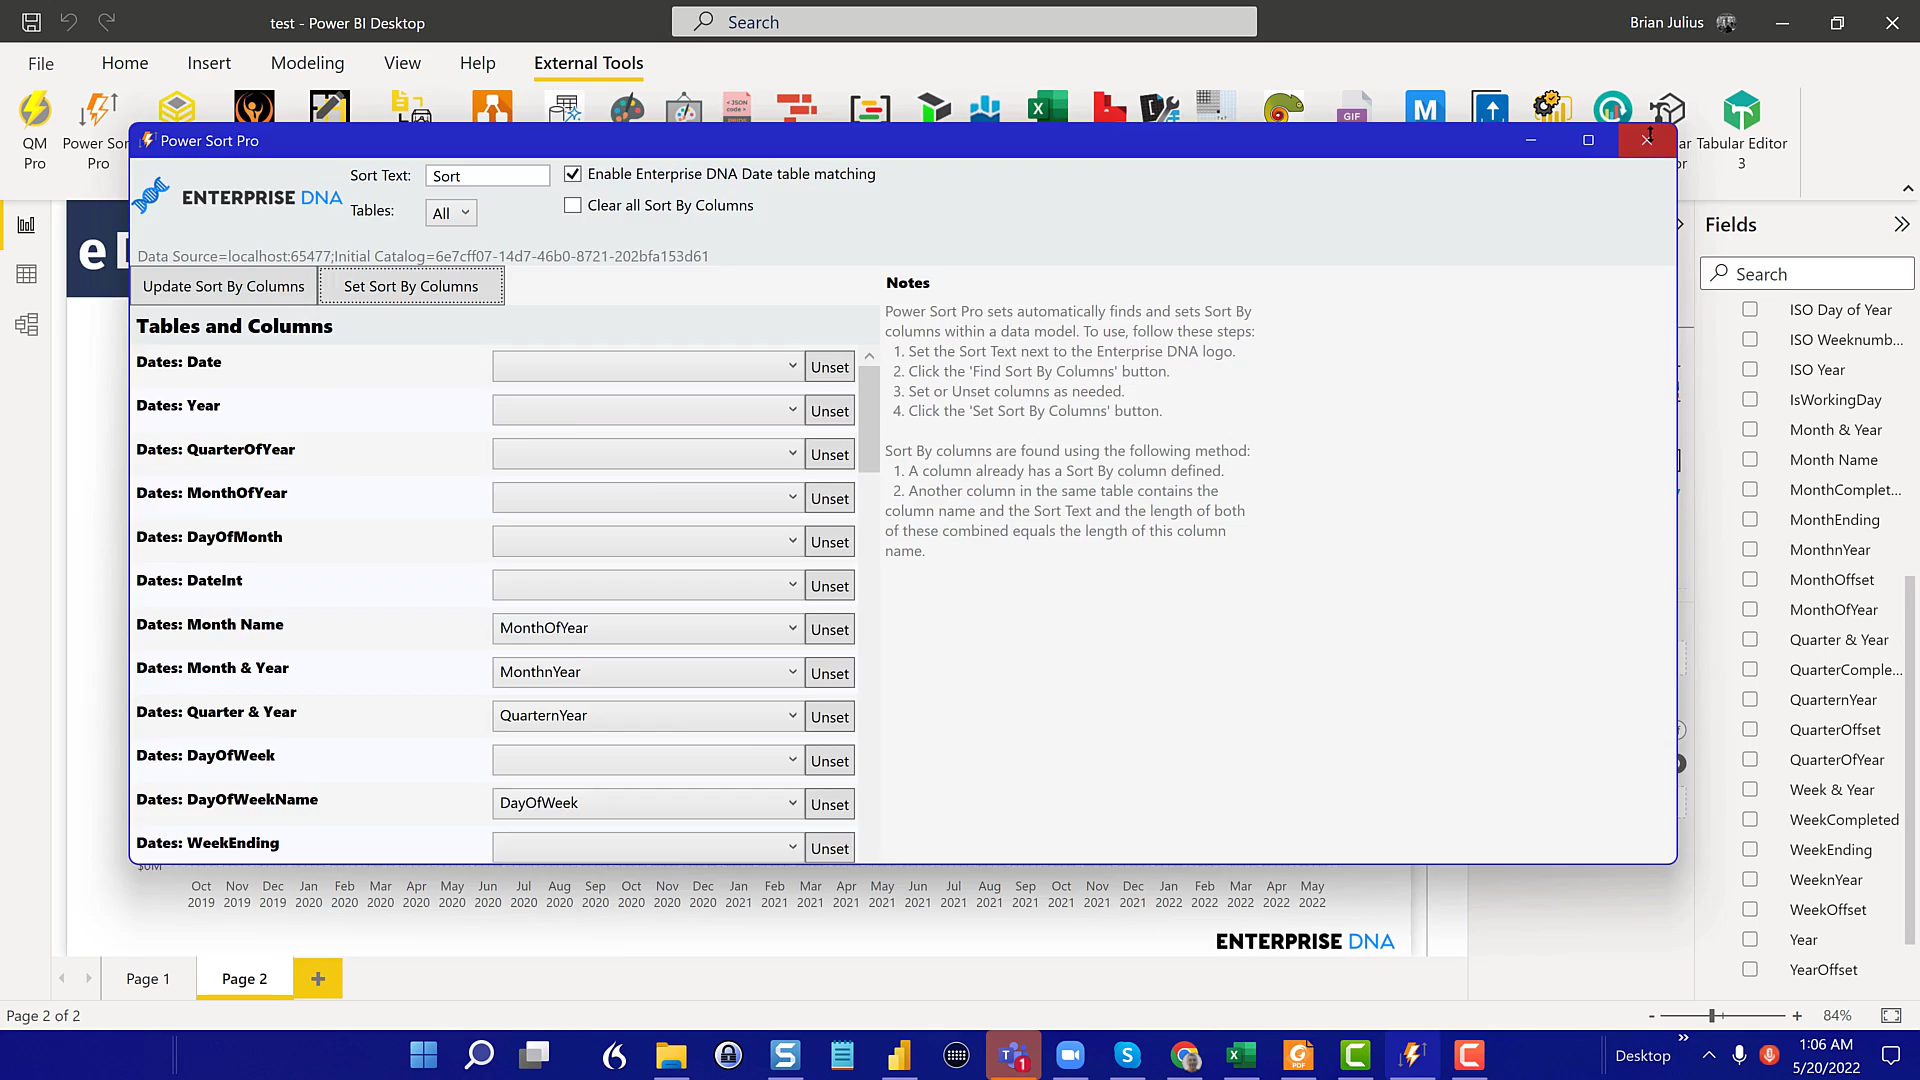 test - Power BI Desktop
Search
Brian Julius
File
Home
Insert
Modeling
View
Help
External Tools
QM
Pro
Power Sor
Pro
JSON
GIF
M
Tabular Editor
3
Power Sort Pro
ENTERPRISE DNA
Sort Text:
Sort
Enable Enterprise DNA Date table matching
Tables:
All
Clear all Sort By Columns
Data Source=localhost:65477;Initial Catalog=6e7cff07-14d7-46b0-8721-202bfa153d61
Update Sort By Columns
Set Sort By Columns
Tables and Columns
Dates: Date
Unset
Dates: Year
Unset
Dates: QuarterOfYear
Unset
Dates: MonthOfYear
Unset
Dates: DayOfMonth
Unset
Dates: DateInt
Unset
Dates: Month Name
MonthOfYear
Unset
Dates: Month & Year
MonthnYear
Unset
Dates: Quarter & Year
QuarternYear
Unset
Dates: DayOfWeek
Unset
Dates: DayOfWeekName
DayOfWeek
Unset
Dates: WeekEnding
Unset
Notes
Power Sort Pro sets automatically finds and sets Sort By
columns within a data model. To use, follow these steps:
1. Set the Sort Text next to the Enterprise DNA logo.
2. Click the 'Find Sort By Columns' button.
3. Set or Unset columns as needed.
4. Click the 'Set Sort By Columns' button.
Sort By columns are found using the following method:
1. A column already has a Sort By column defined.
2. Another column in the same table contains the
column name and the Sort Text and the length of both
of these combined equals the length of this column
name.
Fields
Search
ISO Day of Year
ISO Weeknumb...
ISO Year
IsWorkingDay
Month & Year
Month Name
MonthComplet...
MonthEnding
MonthnYear
MonthOffset
MonthOfYear
Quarter & Year
QuarterComple...
QuarternYear
QuarterOffset
QuarterOfYear
Week & Year
WeekCompleted
WeekEnding
WeeknYear
WeekOffset
Year
YearOffset
$0M
Oct Nov Dec Jan Feb Mar Apr May Jun Jul Aug Sep Oct Nov Dec Jan Feb Mar Apr May Jun Jul Aug Sep Oct Nov Dec Jan Feb Mar Apr May
2019 2019 2019 2020 2020 2020 2020 2020 2020 2020 2020 2020 2020 2020 2020 2021 2021 2021 2021 2021 2021 2021 2021 2021 2021 2021 2021 2022 2022 2022 2022 2022
ENTERPRISE DNA
Page 1
Page 2
Page 2 of 2
84%
Desktop
1:06 AM
5/20/2022